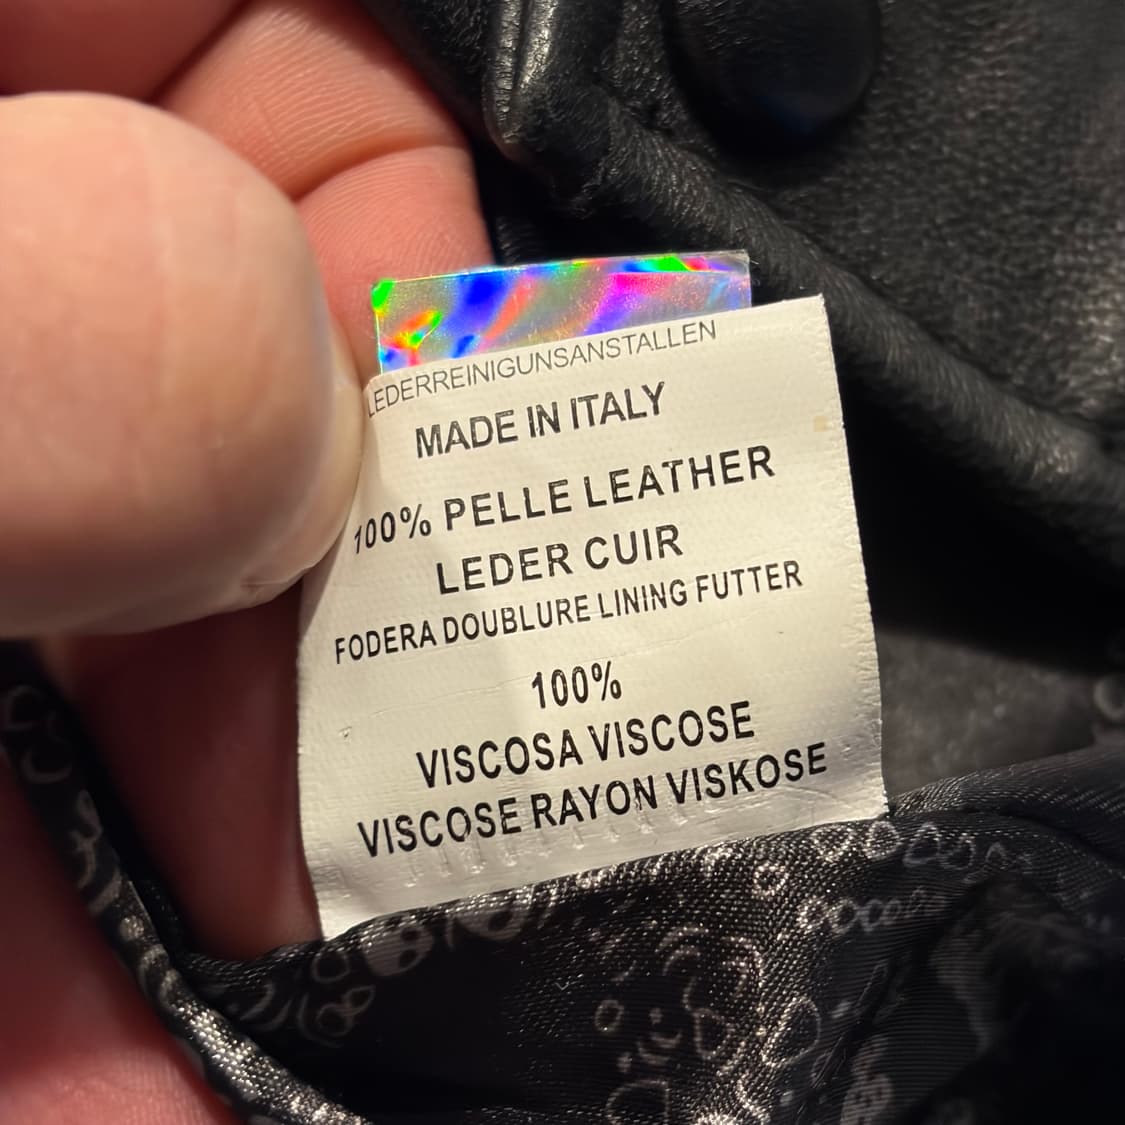 LEDERREINIGUNSANSTALLEN
MADE IN ITALY
100% PELLE LEATHER
LEDER CUIR
FODERA DOUBLURE LINING FUTTER
100%
VISCOSA VISCOSE
VISCOSE RAYON VISKOSE